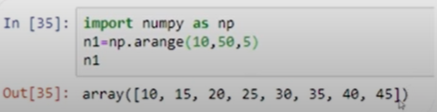 In [35]: import numpy as np
n1=np.arange(10,50,5)
n1
Out[35]: array([10, 15, 20, 25, 30, 35, 40, 45])